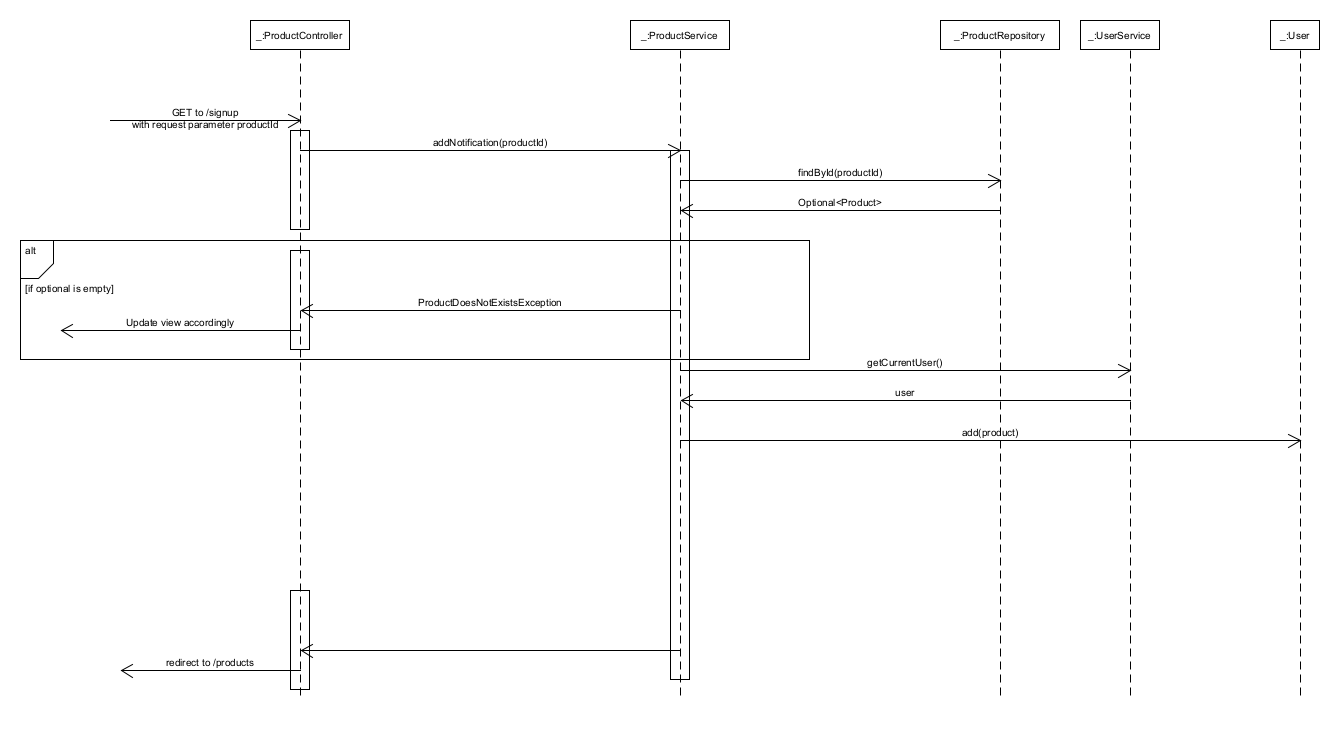 _:ProductController
_:ProductService
_:ProductRepository
_:UserService
_:User
GET to /signup
with request parameter productId
addNotification(productId)
findById(productId)
Optional<Product>
alt
[if optional is empty]
ProductDoesNotExistsException
Update view accordingly
getCurrentUser()
user
add(product)
redirect to /products